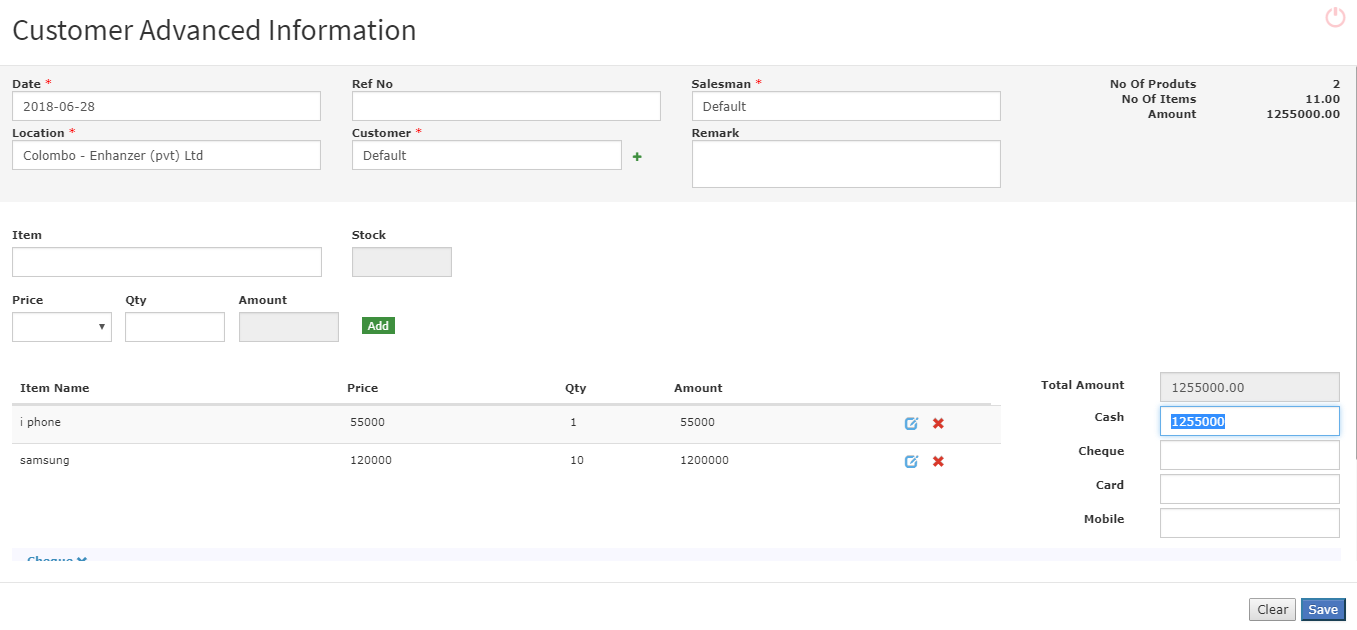 Customer Advanced Information
Date * Ref No Salesman * No Of Produts 2
2018-06-28 Default No Of Items 11.00
Amount 1255000.00
Location * Customer * Remark
Colombo - Enhanzer (pvt) Ltd Default
Item Stock
Price Qty Amount
Add
Item Name Price Qty Amount
i phone 55000 1 55000
samsung 120000 10 1200000
Total Amount 1255000.00
Cash 1255000
Cheque
Card
Mobile
Cheque
Clear Save